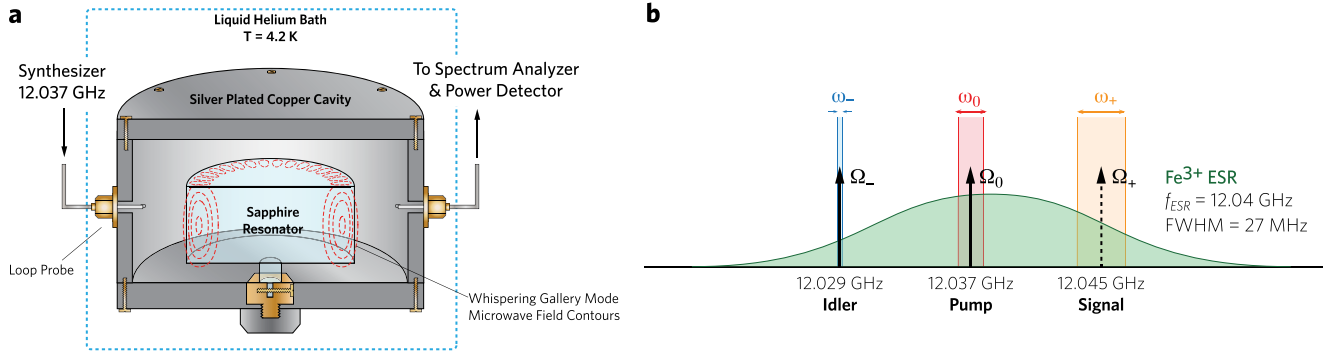 a
Liquid Helium Bath
T = 4.2 K
Synthesizer
12.037 GHz
To Spectrum Analyzer
& Power Detector
Silver Plated Copper Cavity
Sapphire
Resonator
Loop Probe
Whispering Gallery Mode
Microwave Field Contours
b
ω₋ ω₀ ω₊
Ω₋ Ω₀ Ω₊
Fe³⁺ ESR
f_ESR = 12.04 GHz
FWHM = 27 MHz
12.029 GHz 12.037 GHz 12.045 GHz
Idler Pump Signal